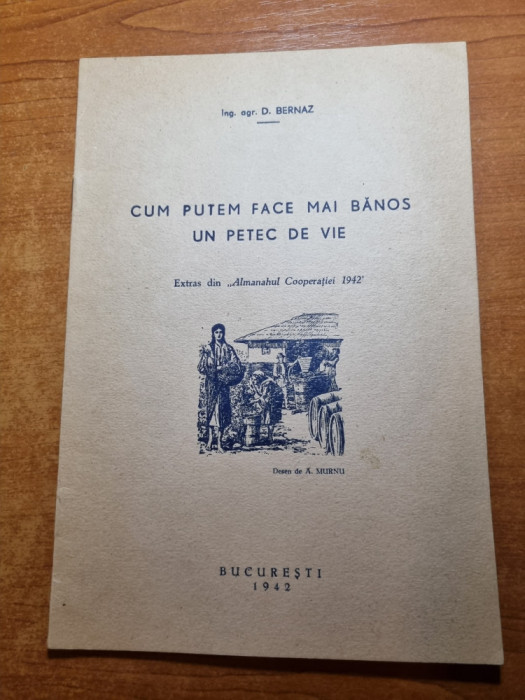 Ing. agr. D. BERNAZ
CUM PUTEM FACE MAI BĂNOS
UN PETEC DE VIE
Extras din „Almanahul Cooperației 1942'
Desen de A. MURNU
BUCUREȘTI
1942